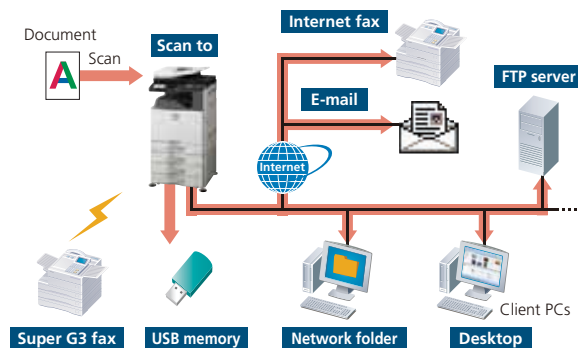 Document
Scan
A
Scan to
Internet fax
E-mail
FTP server
Internet
Client PCs
Super G3 fax
USB memory
Network folder
Desktop